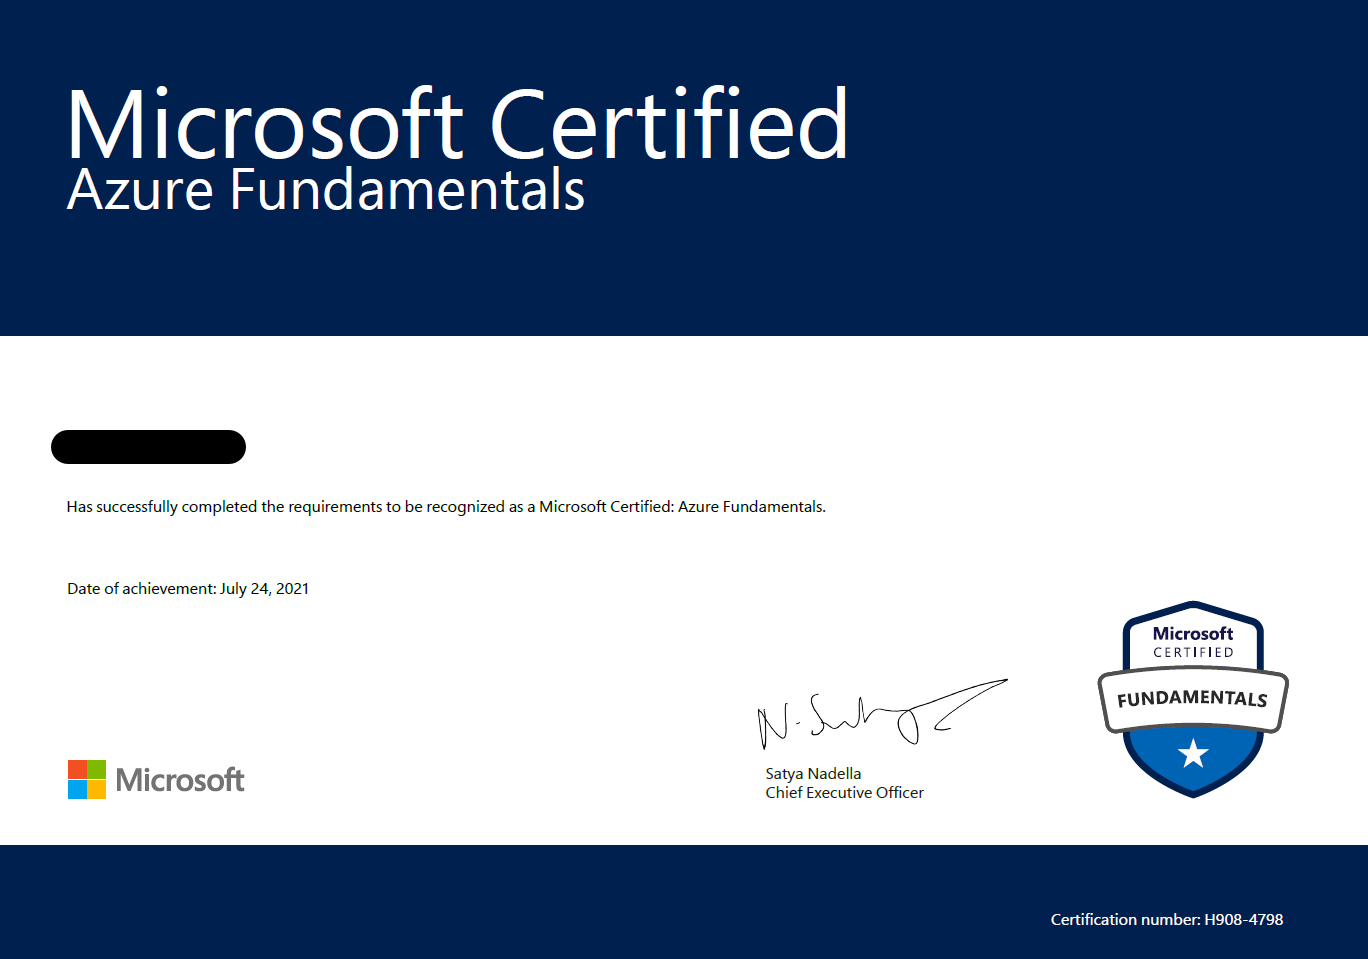 Microsoft Certified
Azure Fundamentals
Has successfully completed the requirements to be recognized as a Microsoft Certified: Azure Fundamentals.
Date of achievement: July 24, 2021
Microsoft
CERTIFIED
FUNDAMENTALS
Microsoft
Satya Nadella
Chief Executive Officer
Certification number: H908-4798